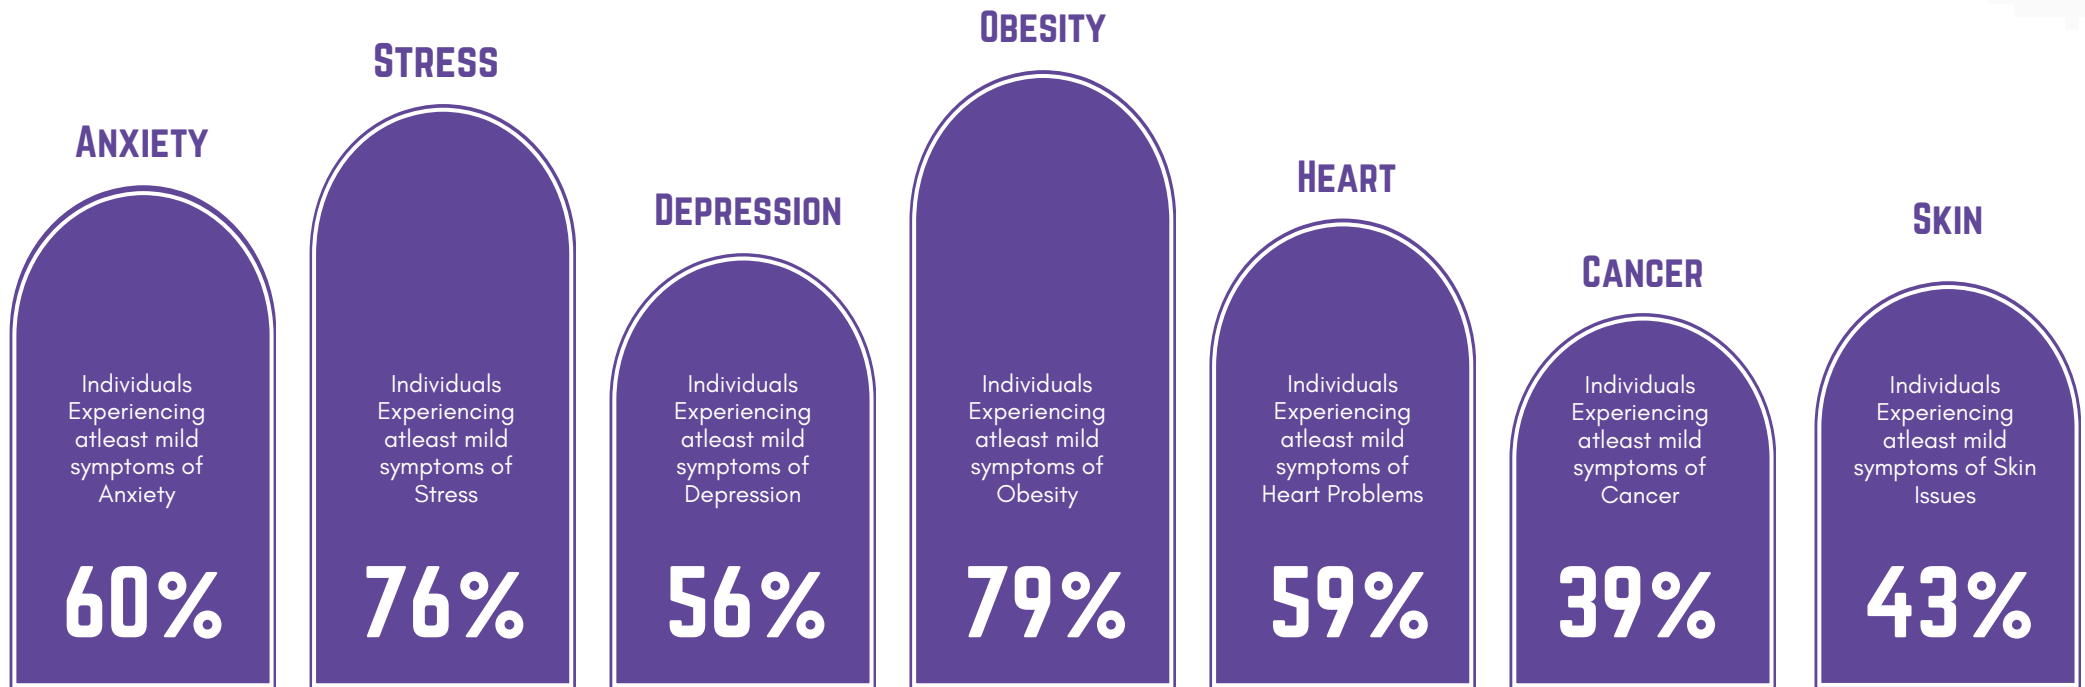 ANXIETY
Individuals
Experiencing
atleast mild
symptoms of
Anxiety
60%
STRESS
Individuals
Experiencing
atleast mild
symptoms of
Stress
76%
DEPRESSION
Individuals
Experiencing
atleast mild
symptoms of
Depression
56%
OBESITY
Individuals
Experiencing
atleast mild
symptoms of
Obesity
79%
HEART
Individuals
Experiencing
atleast mild
symptoms of
Heart Problems
59%
CANCER
Individuals
Experiencing
atleast mild
symptoms of
Cancer
39%
SKIN
Individuals
Experiencing
atleast mild
symptoms of Skin
Issues
43%